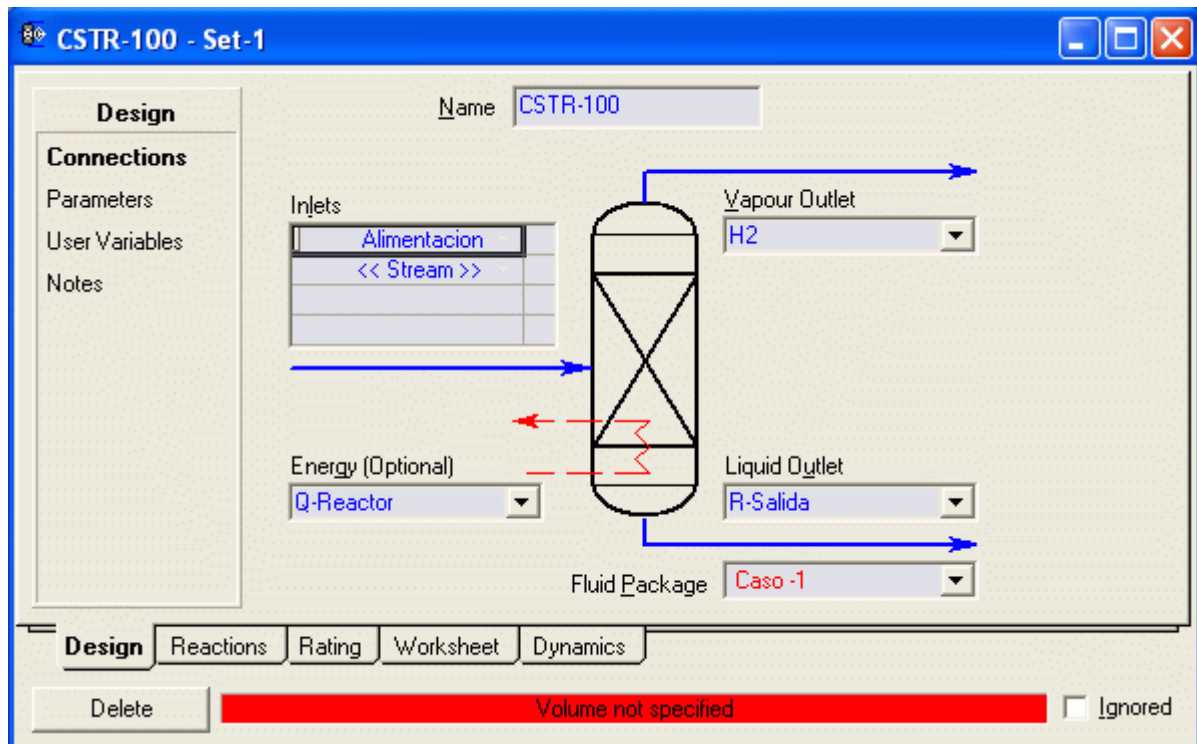 CSTR-100 - Set-1
Design
Connections
Parameters
User Variables
Notes
Name CSTR-100
Inlets
Alimentacion
<< Stream >>
Vapour Outlet
H2
Energy (Optional)
Q-Reactor
Liquid Outlet
R-Salida
Fluid Package Caso -1
Design Reactions Rating Worksheet Dynamics
Delete Volume not specified Ignored